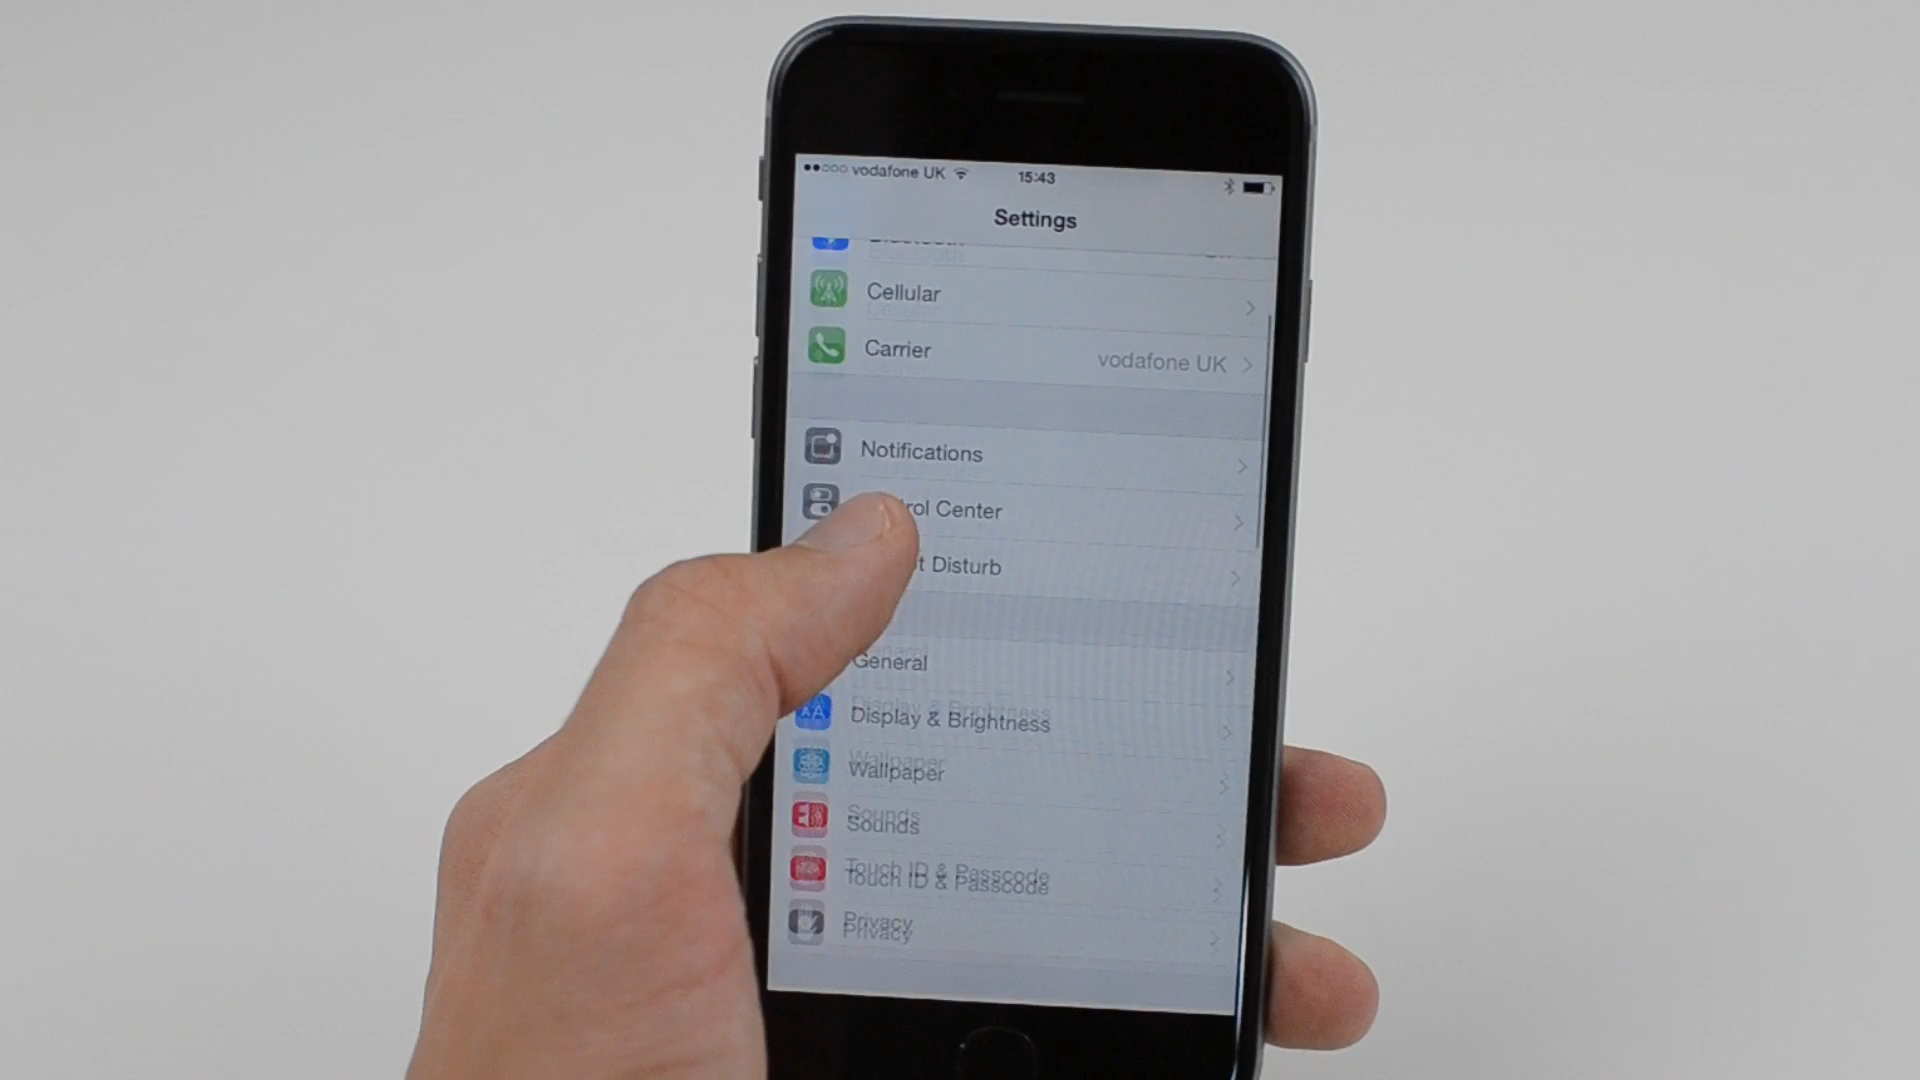 vodafone UK 15:43
Settings
Bluetooth
Cellular
Carrier vodafone UK
Notifications
rol Center
t Disturb
General
Display & Brightness
Wallpaper
Sounds
Touch ID & Passcode
Privacy